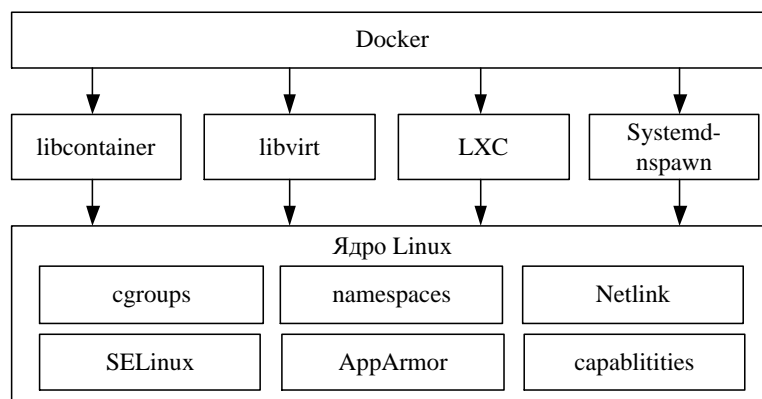 Docker
libcontainer
libvirt
LXC
Systemd-
nspawn
Ядро Linux
cgroups
namespaces
Netlink
SELinux
AppArmor
capablitities